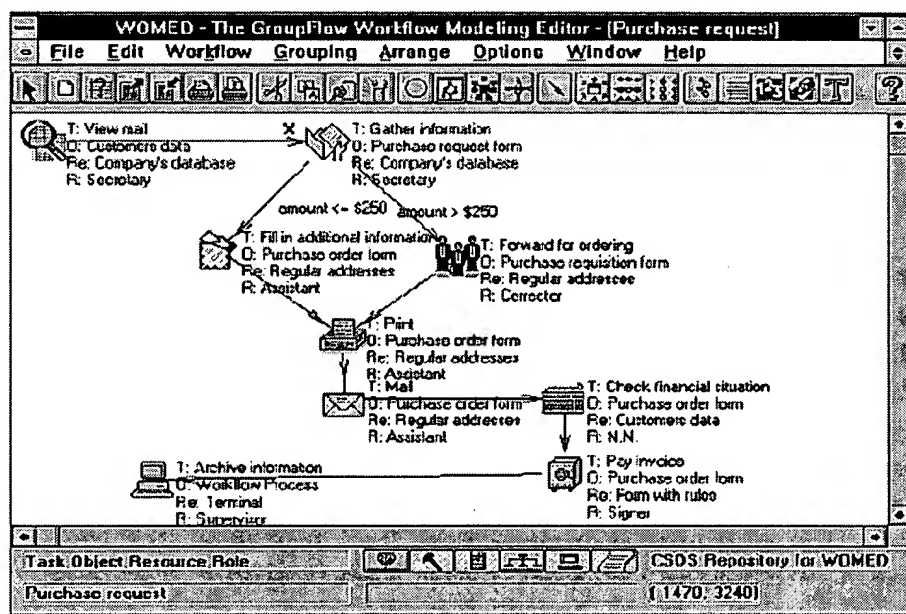 WOMED - The GroupFlow Workflow Modeling Editor - [Purchase request]
File Edit Workflow Grouping Arrange Options Window Help
T: View mail
O: Customers data
Re: Company's database
R: Secretary
X
T: Gather information
O: Purchase request form
Re: Company's database
R: Secretary
amount <= $250
amount > $250
T: Fill in additional information
O: Purchase order form
Re: Regular addresses
R: Assistant
T: Forward for ordering
O: Purchase requisition form
Re: Regular addresses
R: Corrector
T: Print
O: Purchase order form
Re: Regular addresses
R: Assistant
T: Mail
O: Purchase order form
Re: Regular addresses
R: Assistant
T: Check financial situation
O: Purchase order form
Re: Customers data
R: N.N.
T: Pay invoice
O: Purchase order form
Re: Form with rules
R: Signer
T: Archive information
O: Workflow Process
Re: Terminal
R: Supervisor
Task:Object:Resource:Role
CSDS:Repository for WOMED
Purchase request
( 1470, 3240)